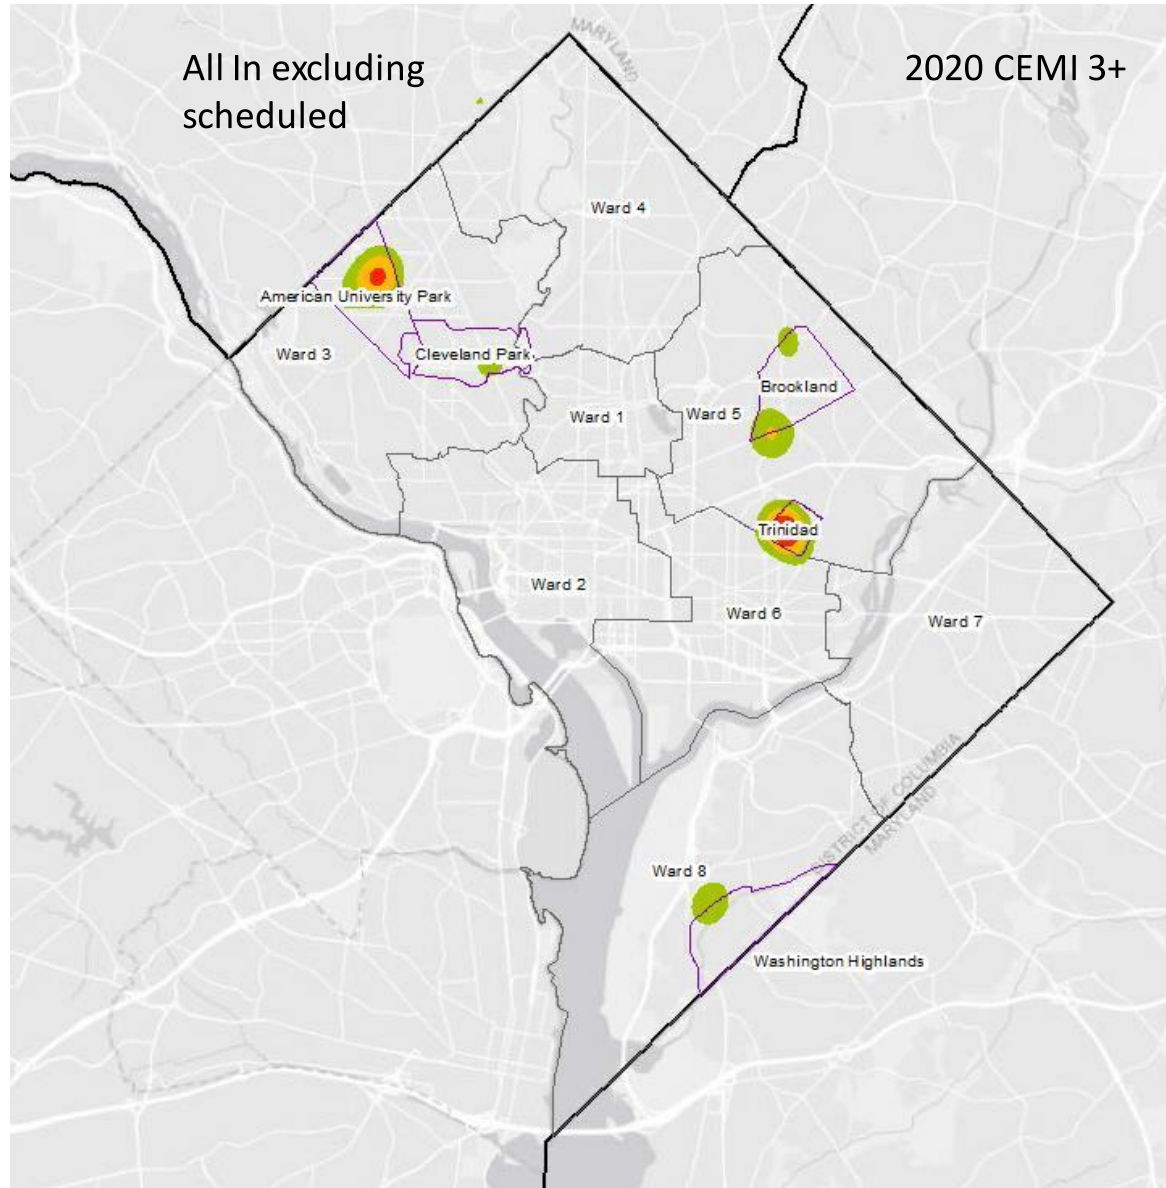 All In excluding
scheduled
2020 CEMI 3+
MARYLAND
Ward 4
American University Park
Ward 3
Cleveland Park
Brookland
Ward 1
Ward 5
Trinidad
Ward 2
Ward 6
Ward 7
DISTRICT OF COLUMBIA
MARYLAND
Ward 8
Washington Highlands